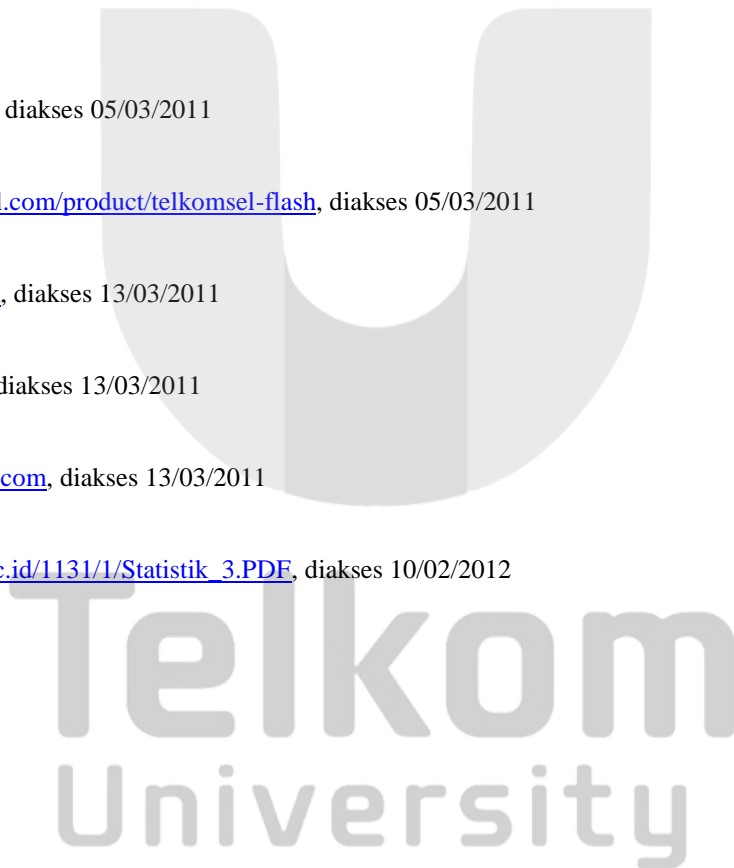 diakses 05/03/2011
l.com/product/telkomsel-flash, diakses 05/03/2011
, diakses 13/03/2011
diakses 13/03/2011
com, diakses 13/03/2011
c.id/1131/1/Statistik_3.PDF, diakses 10/02/2012
Telkom
University